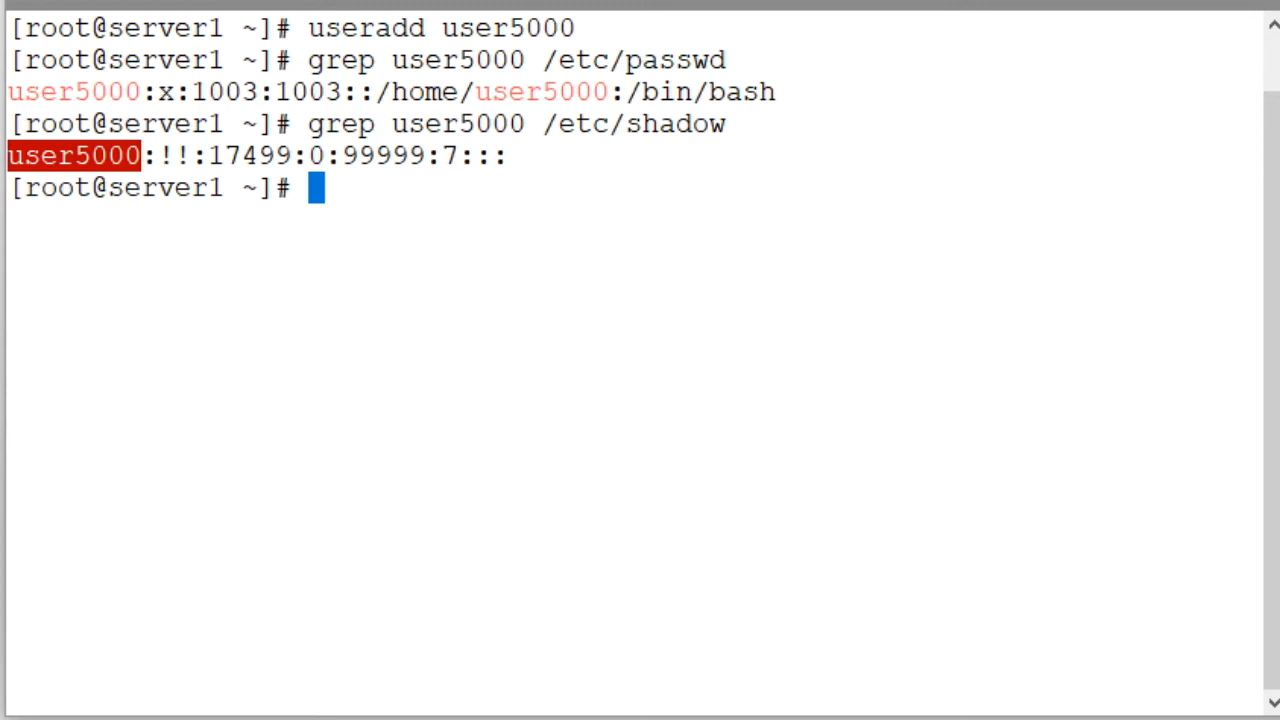 [root@server1 ~]# useradd user5000
[root@server1 ~]# grep user5000 /etc/passwd
user5000:x:1003:1003::/home/user5000:/bin/bash
[root@server1 ~]# grep user5000 /etc/shadow
user5000:!!:17499:0:99999:7:::
[root@server1 ~]#